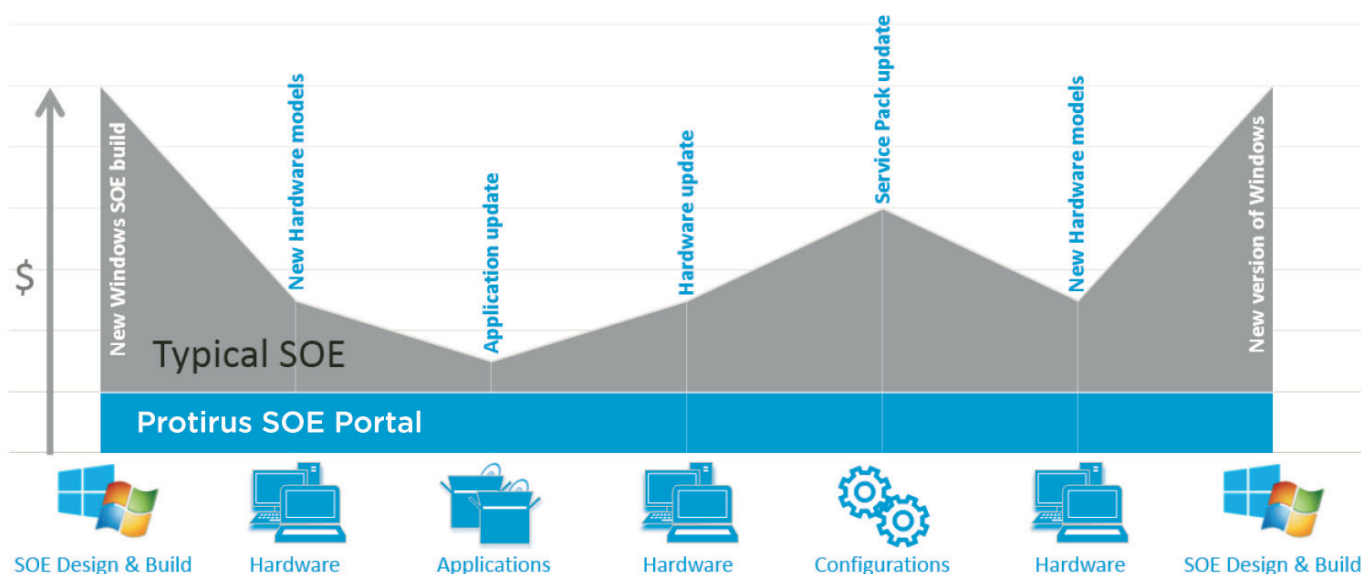 New Windows SOE build
New Hardware models
Application update
Hardware update
Service Pack update
New Hardware models
New version of Windows
$
Typical SOE
Protirus SOE Portal
SOE Design & Build
Hardware
Applications
Hardware
Configurations
Hardware
SOE Design & Build